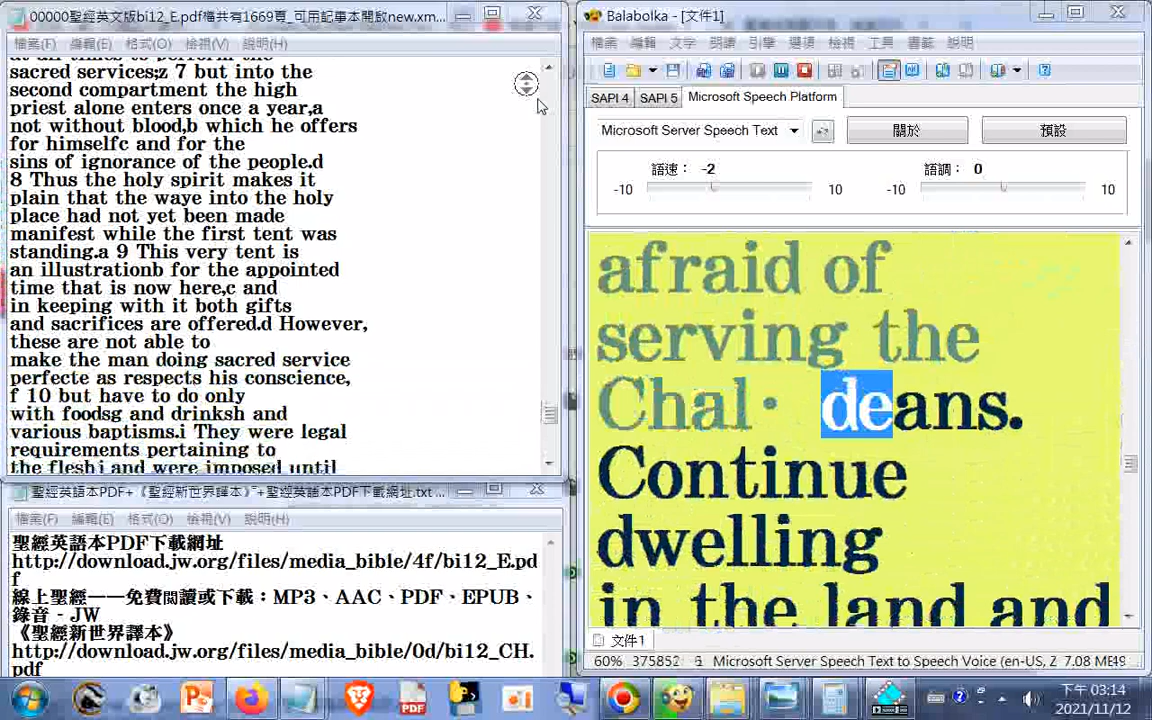 00000聖經英文版bi12_E.pdf檔共有1669頁_可用記事本開啟new.xm...
檔案(F) 編輯(E) 格式(O) 檢視(V) 說明(H)
at all times to perform the
sacred services;z 7 but into the
second compartment the high
priest alone enters once a year,a
not without blood,b which he offers
for himselfc and for the
sins of ignorance of the people.d
8 Thus the holy spirit makes it
plain that the waye into the holy
place had not yet been made
manifest while the first tent was
standing.a 9 This very tent is
an illustrationb for the appointed
time that is now here,c and
in keeping with it both gifts
and sacrifices are offered.d However,
these are not able to
make the man doing sacred service
perfecte as respects his conscience,
f 10 but have to do only
with foodsg and drinksh and
various baptisms.i They were legal
requirements pertaining to
the fleshj and were imposed until
聖經英語本PDF+《聖經新世界譯本》"+聖經英語本PDF下載網址.txt ...
檔案(F) 編輯(E) 格式(O) 檢視(V) 說明(H)
聖經英語本PDF下載網址
http://download.jw.org/files/media_bible/4f/bi12_E.pd
f
線上聖經——免費閱讀或下載：MP3、AAC、PDF、EPUB、
錄音 - JW
《聖經新世界譯本》
http://download.jw.org/files/media_bible/0d/bi12_CH.
pdf
Balabolka - [文件1]
檔案 編輯 文字 朗讀 引擎 選項 檢視 工具 書籤 說明
SAPI 4 SAPI 5 Microsoft Speech Platform
Microsoft Server Speech Text 關於 預設
語速： -2 語調： 0
-10 10 -10 10
afraid of
serving the
Chal· deans.
Continue
dwelling
in the land and
文件1
60% 375852 Microsoft Server Speech Text to Speech Voice (en-US, Z 7.08 ME
下午 03:14
2021/11/12